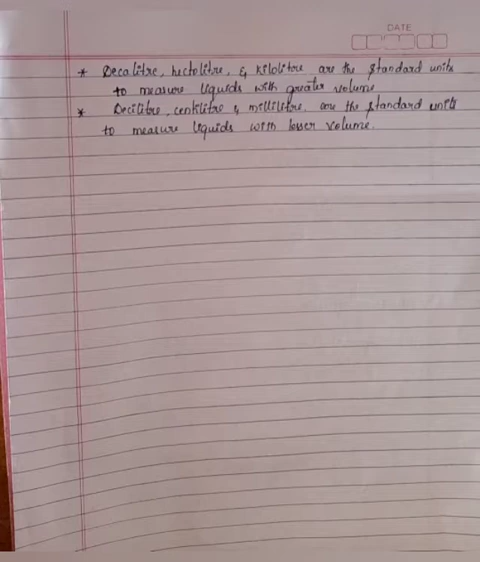 DATE
* Decalitre, hectolitre, & kilolitre are the standard units
to measure liquids with greater volume
* Decilitre, centilitre & millilitre are the standard units
to measure liquids with lesser volume.